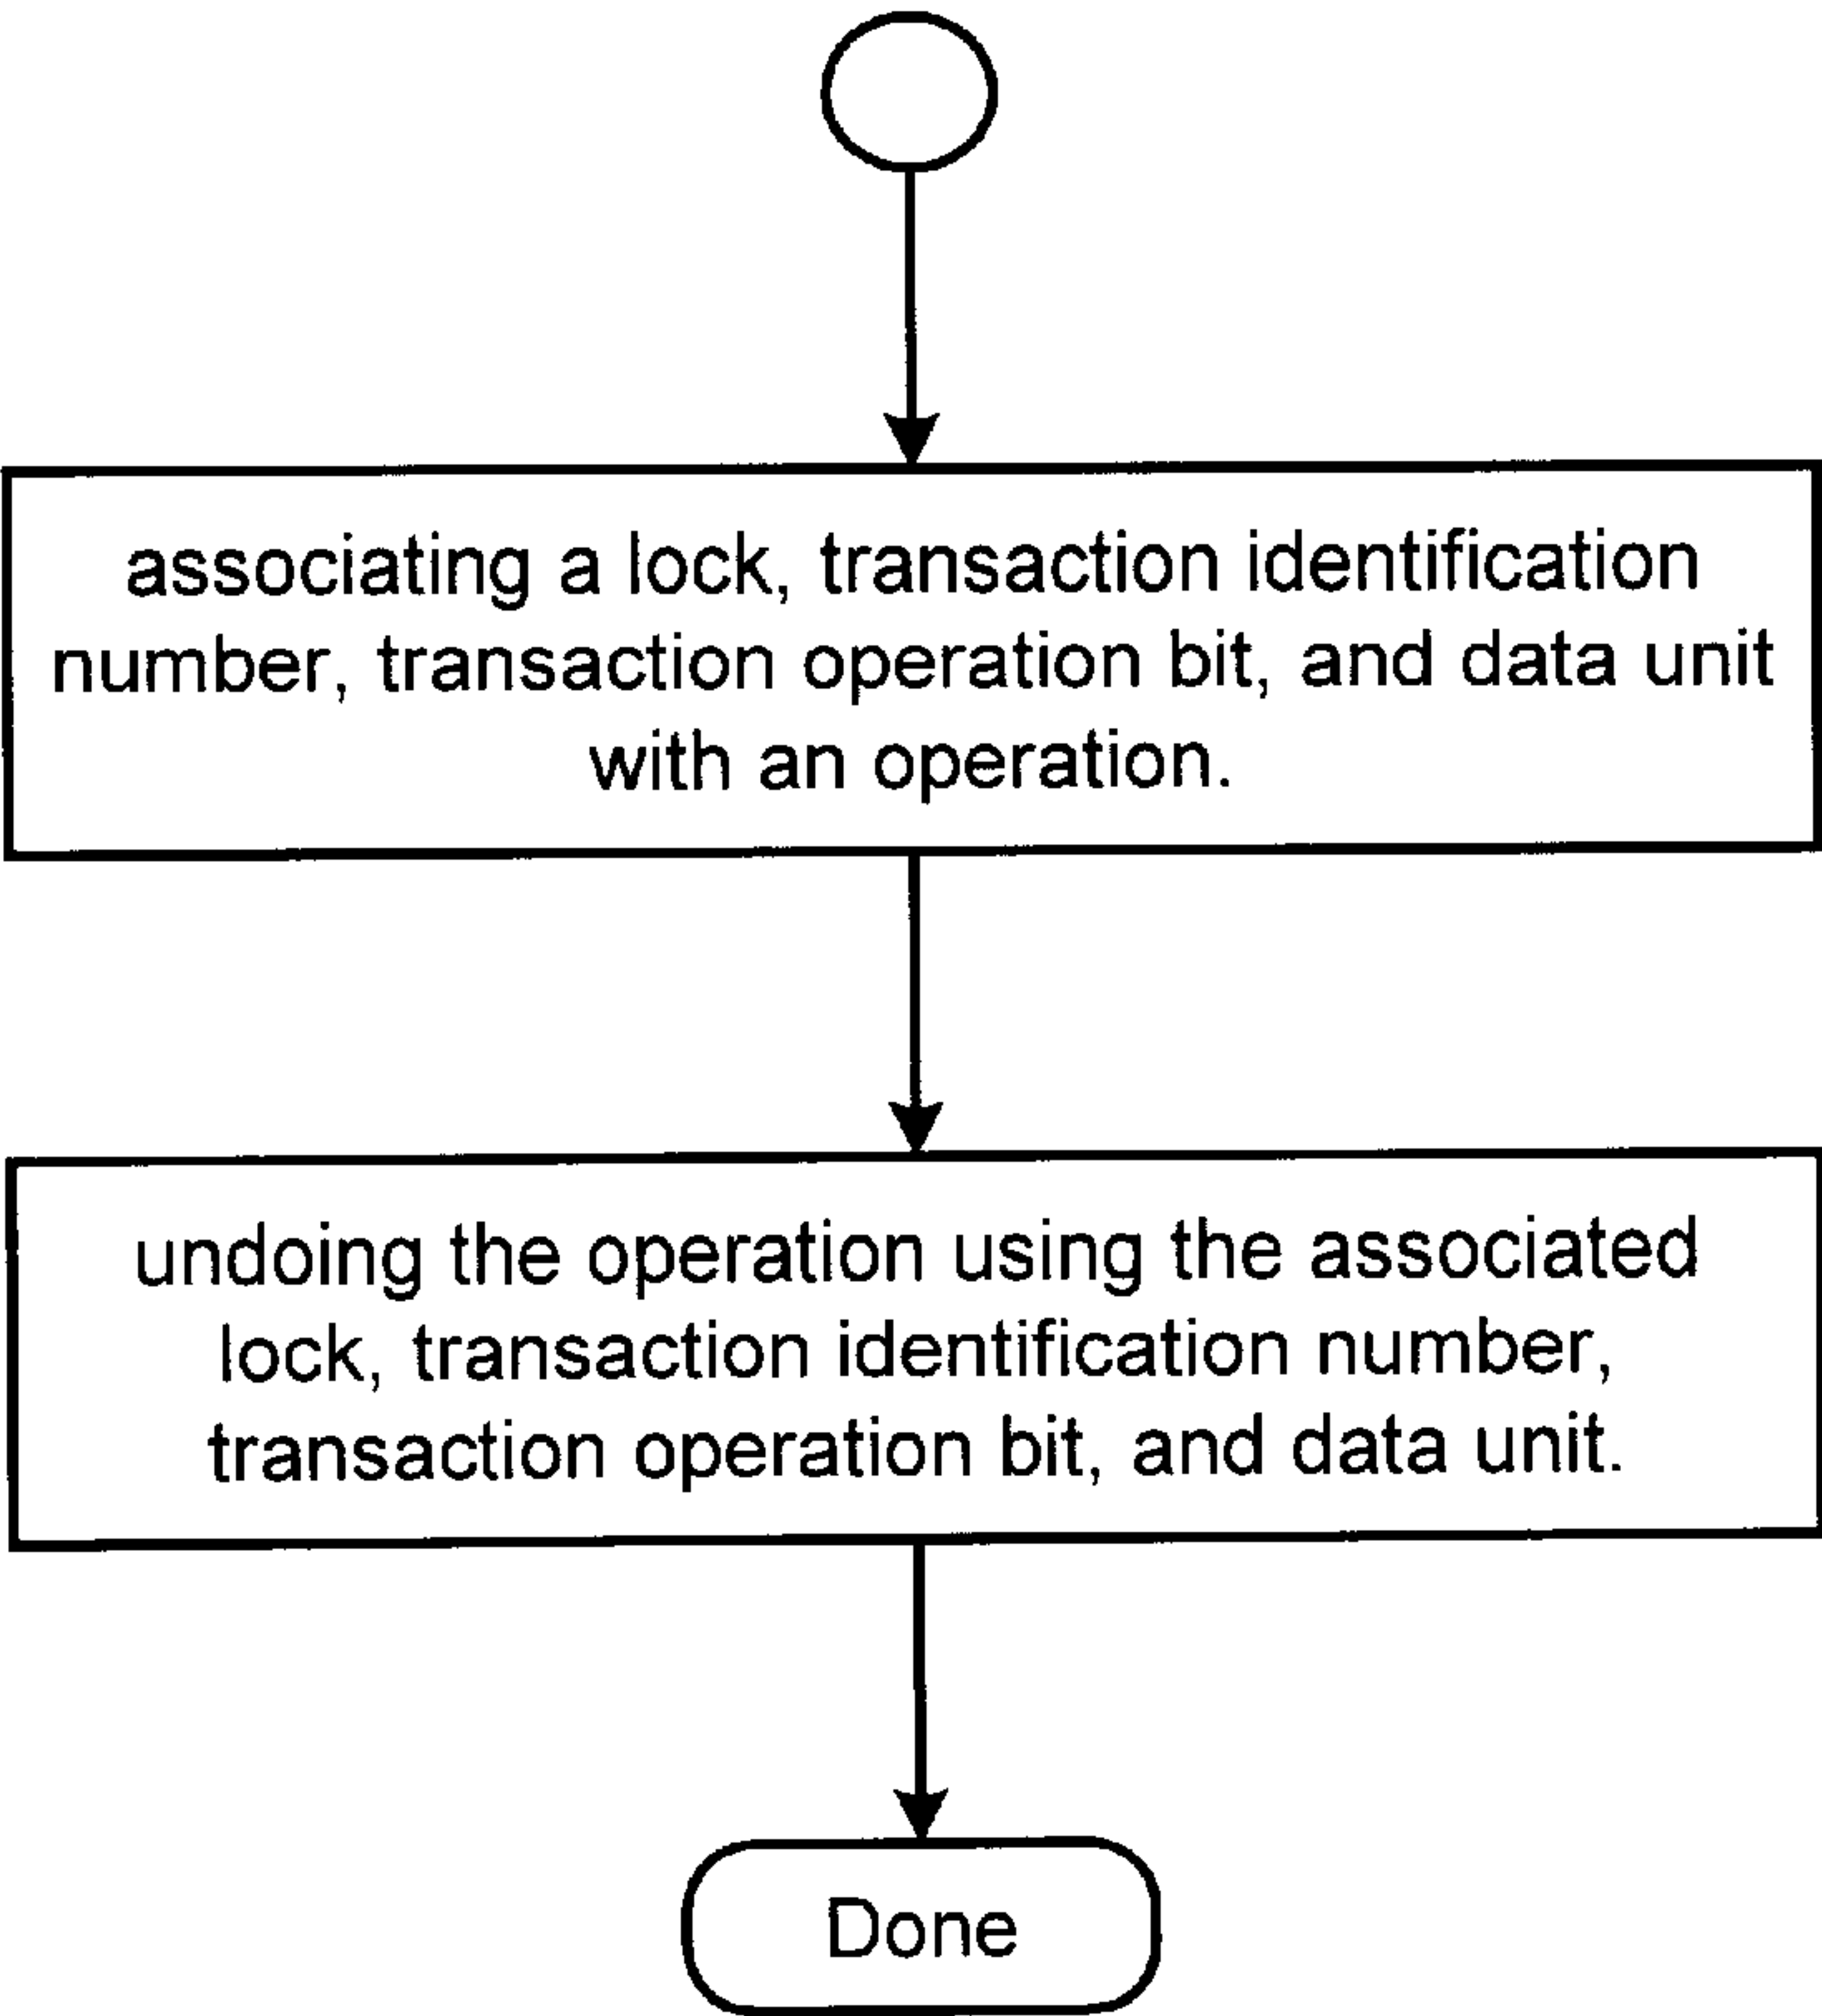 associating a lock, transaction identification
number, transaction operation bit, and data unit
with an operation.
undoing the operation using the associated
lock, transaction identification number,
transaction operation bit, and data unit.
Done